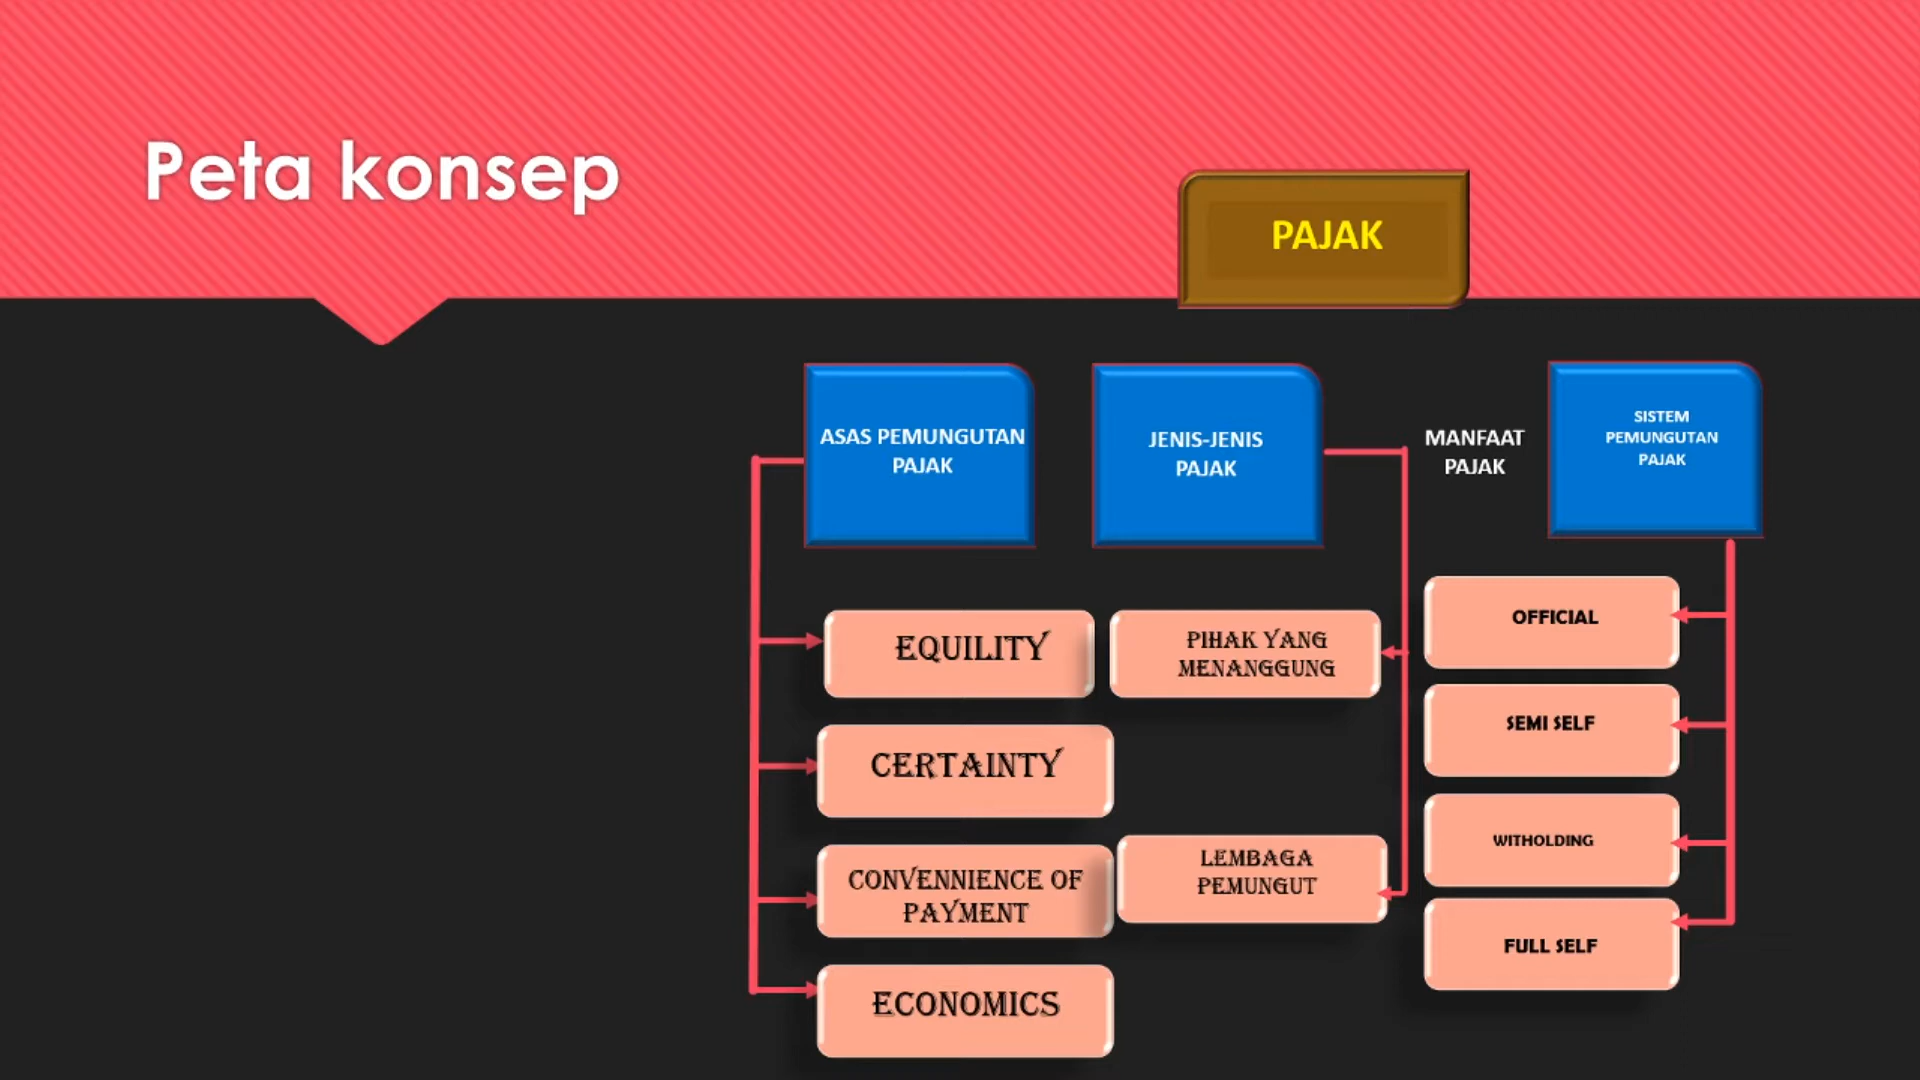 Peta konsep
PAJAK
ASAS PEMUNGUTAN
PAJAK
JENIS-JENIS
PAJAK
MANFAAT
PAJAK
SISTEM
PEMUNGUTAN
PAJAK
EQUILITY
CERTAINTY
CONVENNIENCE OF
PAYMENT
ECONOMICS
PIHAK YANG
MENANGGUNG
LEMBAGA
PEMUNGUT
OFFICIAL
SEMI SELF
WITHOLDING
FULL SELF